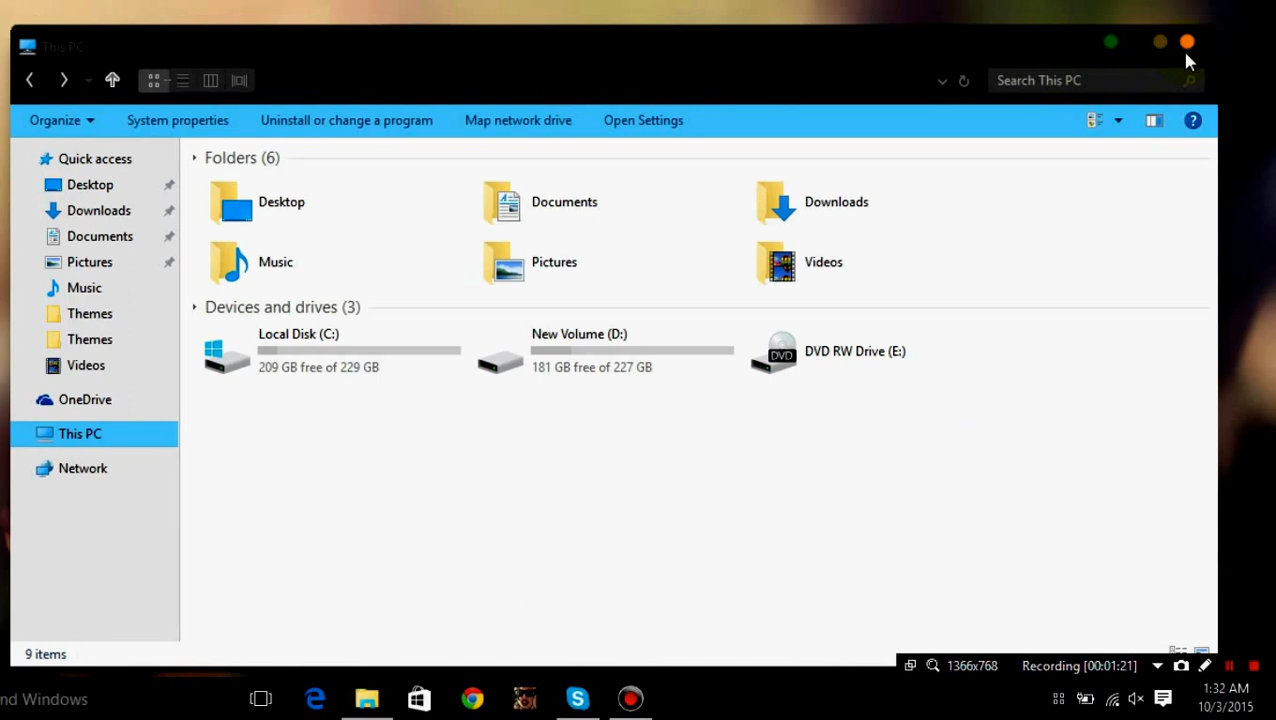 This PC
Search This PC
Organize
System properties
Uninstall or change a program
Map network drive
Open Settings
?
Quick access
Desktop
Downloads
Documents
Pictures
Music
Themes
Themes
Videos
OneDrive
This PC
Network
Folders (6)
Desktop
Documents
Downloads
Music
Pictures
Videos
Devices and drives (3)
Local Disk (C:)
209 GB free of 229 GB
New Volume (D:)
181 GB free of 227 GB
DVD
DVD RW Drive (E:)
9 items
1366x768
Recording [00:01:21]
nd Windows
1:32 AM
10/3/2015